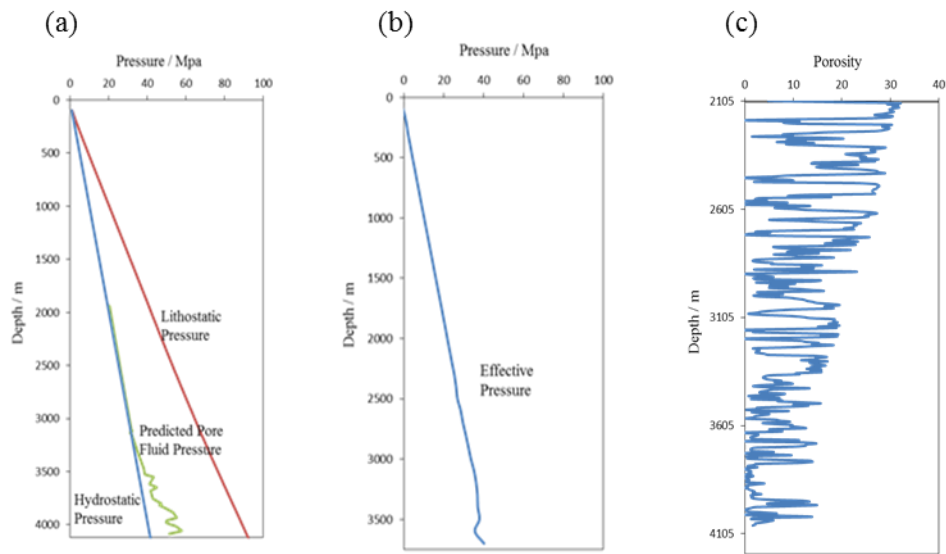 (a)
Pressure / Mpa
0 20 40 60 80 100
0
500
1000
1500
2000
2500
3000
3500
4000
Depth / m
Lithostatic
Pressure
Predicted Pore
Fluid Pressure
Hydrostatic
Pressure
(b)
Pressure / Mpa
0 20 40 60 80 100
0
500
1000
1500
2000
2500
3000
3500
Depth / m
Effective
Pressure
(c)
Porosity
0 10 20 30 40
2105
2605
3105
3605
4105
Depth / m